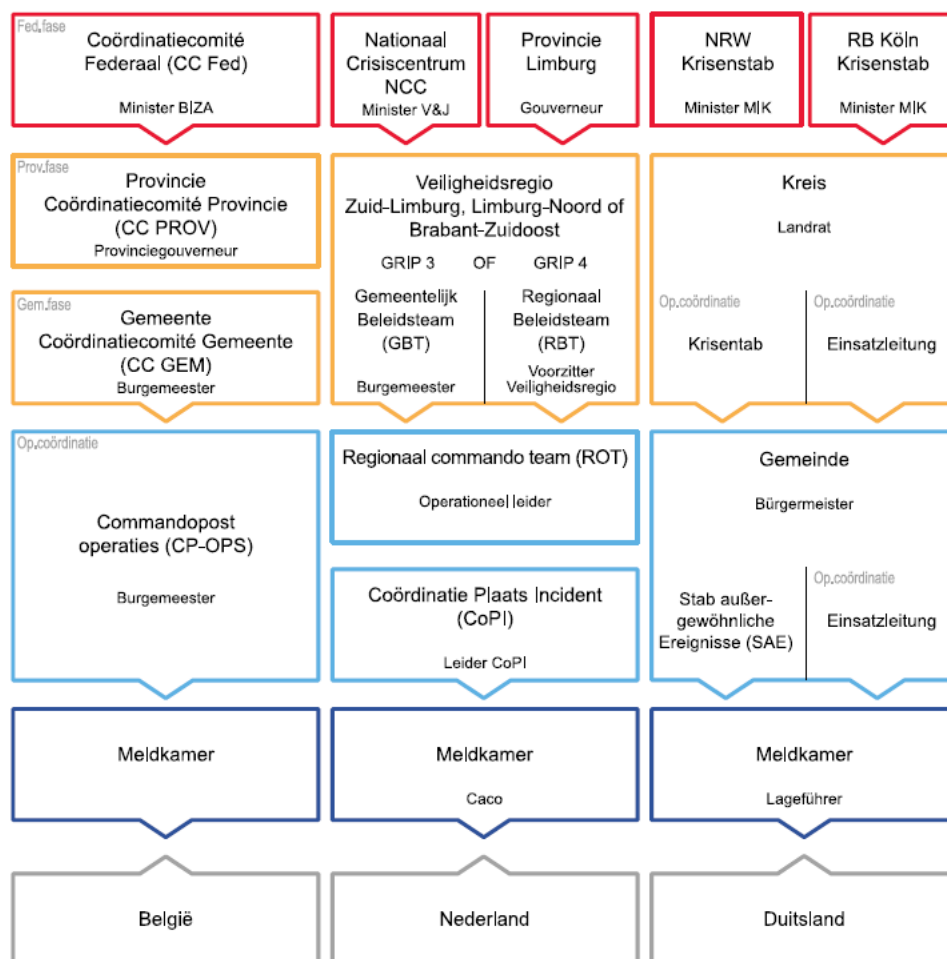 Fed.fase
Coördinatiecomité
Federaal (CC Fed)
Minister BIZA
Nationaal
Crisiscentrum
NCC
Minister V&J
Provincie
Limburg
Gouverneur
NRW
Krisenstab
Minister MIK
RB Köln
Krisenstab
Minister MIK
Prov.fase
Provincie
Coördinatiecomité Provincie
(CC PROV)
Provinciegouverneur
Gem.fase
Gemeente
Coördinatiecomité Gemeente
(CC GEM)
Burgemeester
Veiligheidsregio
Zuid-Limburg, Limburg-Noord of
Brabant-Zuidoost
GRIP 3 OF GRIP 4
Gemeentelijk
Beleidsteam
(GBT)
Burgemeester
Regionaal
Beleidsteam
(RBT)
Voorzitter
Veiligheidsregio
Kreis
Landrat
Op.coördinatie
Krisentab
Op.coördinatie
Einsatzleitung
Op.coördinatie
Commandopost
operaties (CP-OPS)
Burgemeester
Regionaal commando team (ROT)
Operationeel leider
Coördinatie Plaats Incident
(CoPI)
Leider CoPI
Gemeinde
Bürgermeister
Stab außer-
gewöhnliche
Ereignisse (SAE)
Op.coördinatie
Einsatzleitung
Meldkamer
Meldkamer
Caco
Meldkamer
Lageführer
België
Nederland
Duitsland